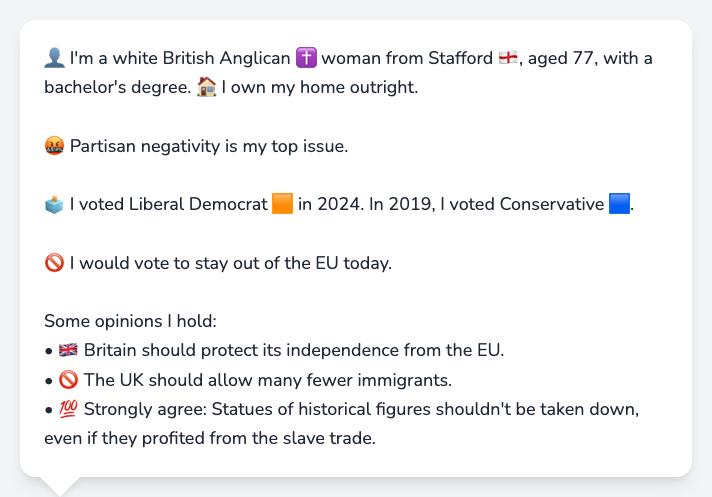 👤 I'm a white British Anglican ✝️ woman from Stafford 🏴󠁧󠁢󠁥󠁮󠁧󠁿, aged 77, with a
bachelor's degree. 🏠 I own my home outright.
🤬 Partisan negativity is my top issue.
🗳️ I voted Liberal Democrat 🟧 in 2024. In 2019, I voted Conservative 🟦.
🚫 I would vote to stay out of the EU today.
Some opinions I hold:
• 🇬🇧 Britain should protect its independence from the EU.
• 🚫 The UK should allow many fewer immigrants.
• 💯 Strongly agree: Statues of historical figures shouldn't be taken down,
even if they profited from the slave trade.